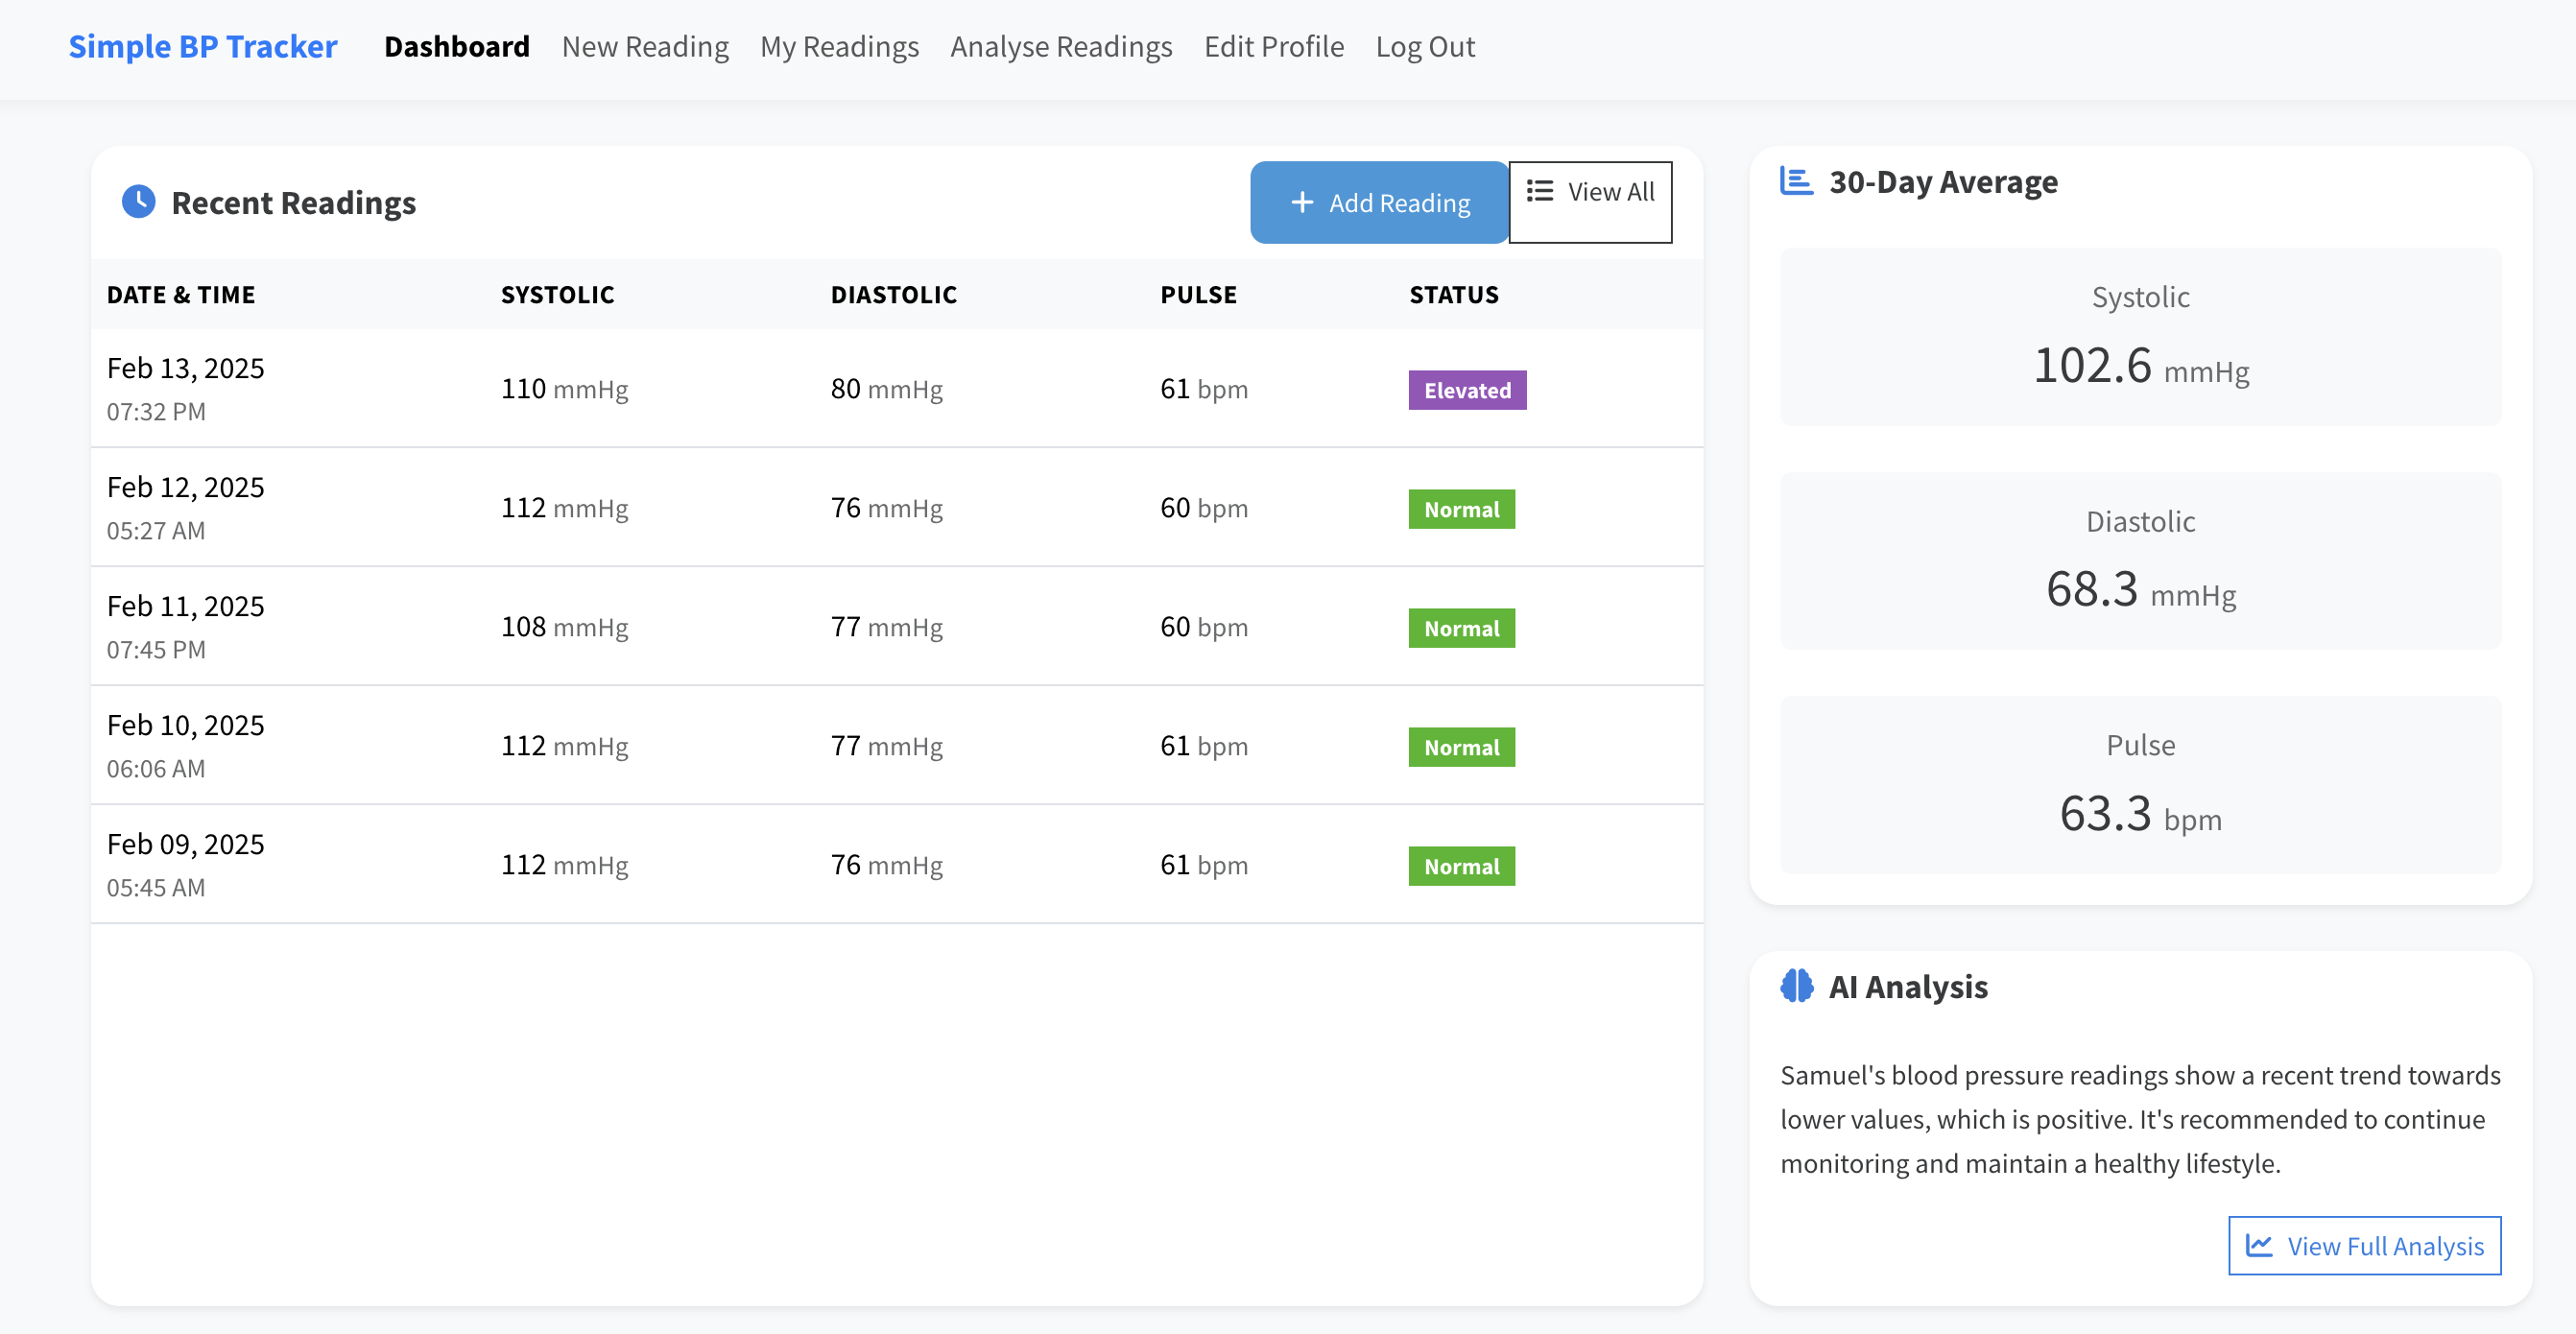 Simple BP Tracker Dashboard New Reading My Readings Analyse Readings Edit Profile Log Out
Recent Readings
Add Reading
View All
DATE & TIME SYSTOLIC DIASTOLIC PULSE STATUS
Feb 13, 2025
07:32 PM
110 mmHg 80 mmHg 61 bpm Elevated
Feb 12, 2025
05:27 AM
112 mmHg 76 mmHg 60 bpm Normal
Feb 11, 2025
07:45 PM
108 mmHg 77 mmHg 60 bpm Normal
Feb 10, 2025
06:06 AM
112 mmHg 77 mmHg 61 bpm Normal
Feb 09, 2025
05:45 AM
112 mmHg 76 mmHg 61 bpm Normal
30-Day Average
Systolic
102.6 mmHg
Diastolic
68.3 mmHg
Pulse
63.3 bpm
AI Analysis
Samuel's blood pressure readings show a recent trend towards
lower values, which is positive. It's recommended to continue
monitoring and maintain a healthy lifestyle.
View Full Analysis